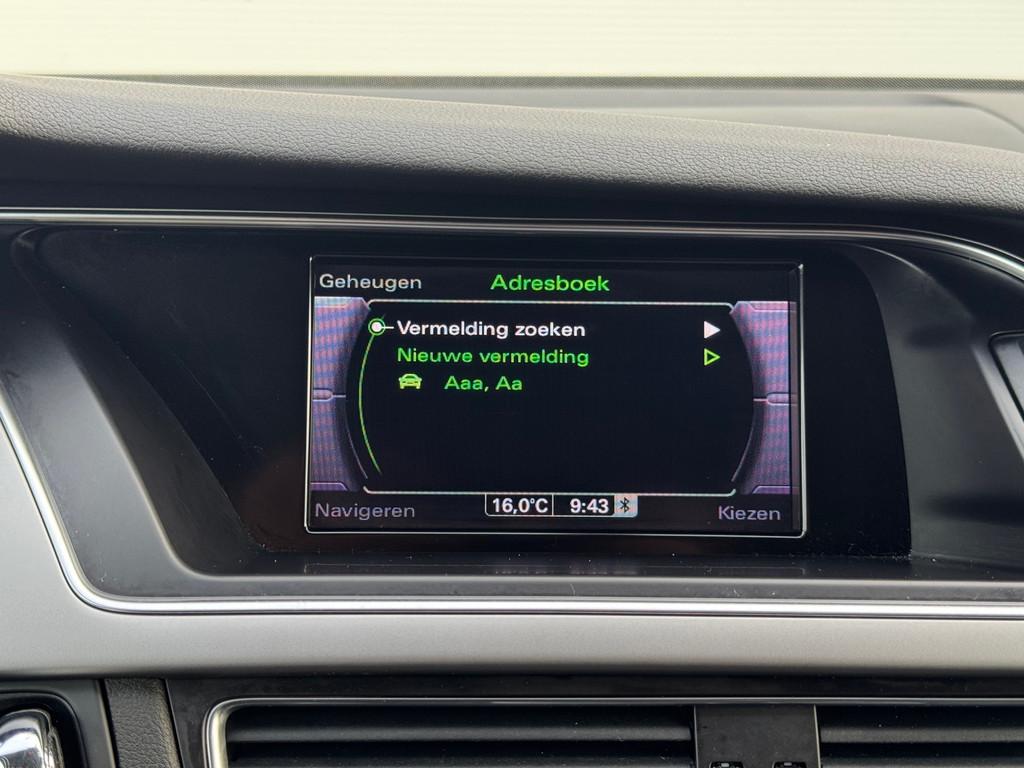 Geheugen Adresboek
Vermelding zoeken
Nieuwe vermelding
Aaa, Aa
Navigeren 16,0°C 9:43 Kiezen